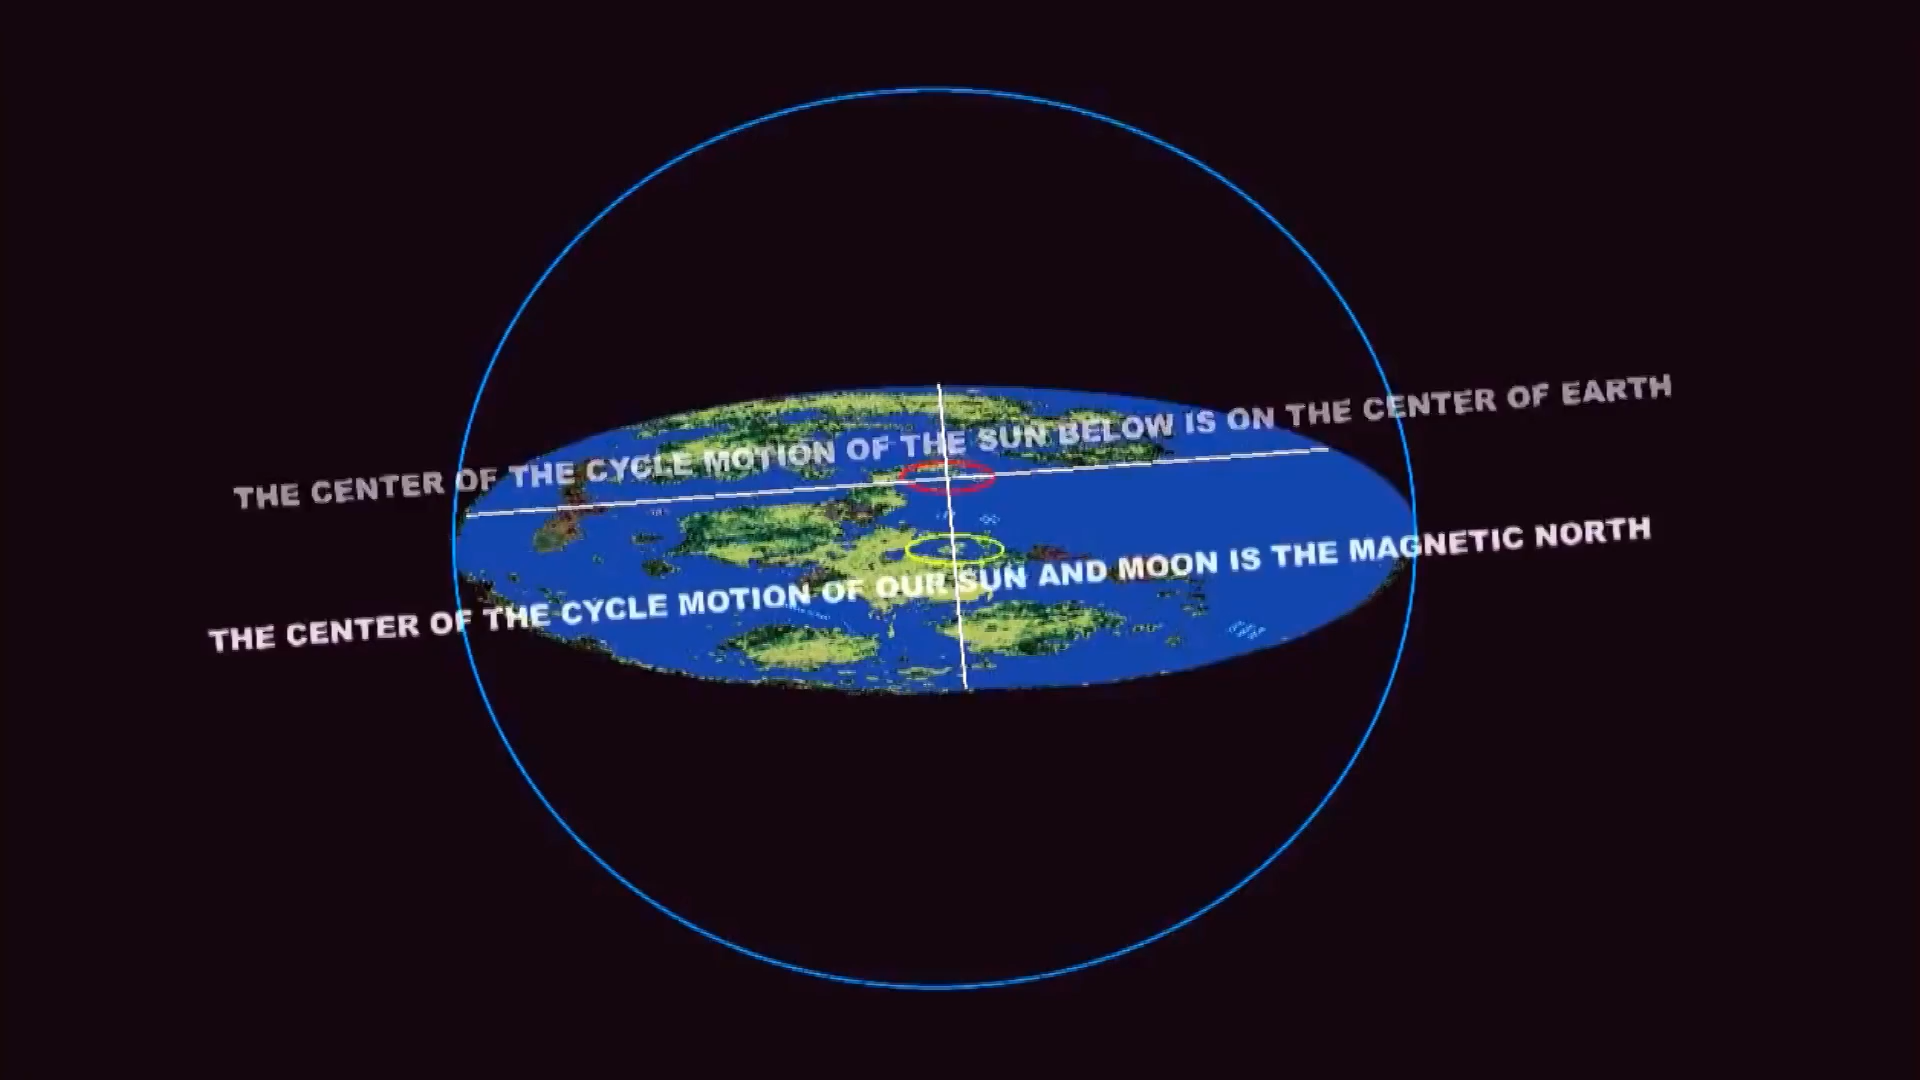 THE CENTER OF THE CYCLE MOTION OF THE SUN BELOW IS ON THE CENTER OF EARTH
THE CENTER OF THE CYCLE MOTION OF OUR SUN AND MOON IS THE MAGNETIC NORTH